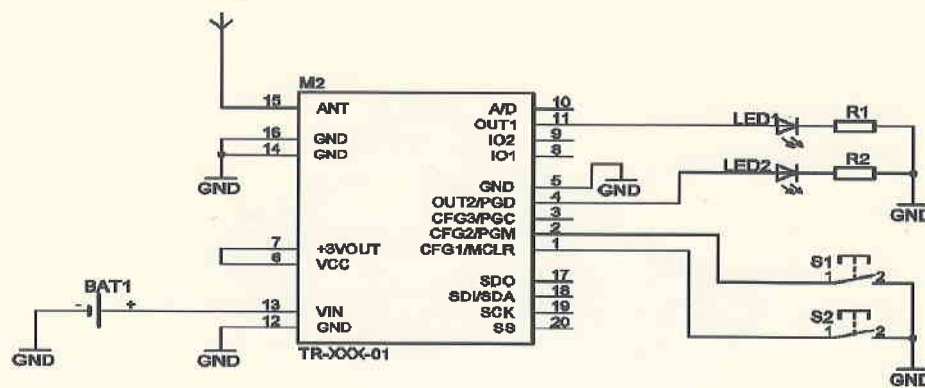 M2
15 ANT A/D 10
OUT1 11 LED1 R1
16 GND IO2 9
14 GND IO1 8
GND LED2 R2
GND 5 GND
OUT2/PGD 4
CFG3/PGC 3
GND
CFG2/PGM 2
7 +3VOUT CFG1/MCLR 1
6 VCC
S1
1 2
BAT1 SDO 17
- + SDI/SDA 18
13 VIN SCK 19 S2
12 GND SS 20 1 2
GND GND TR-XXX-01
GND